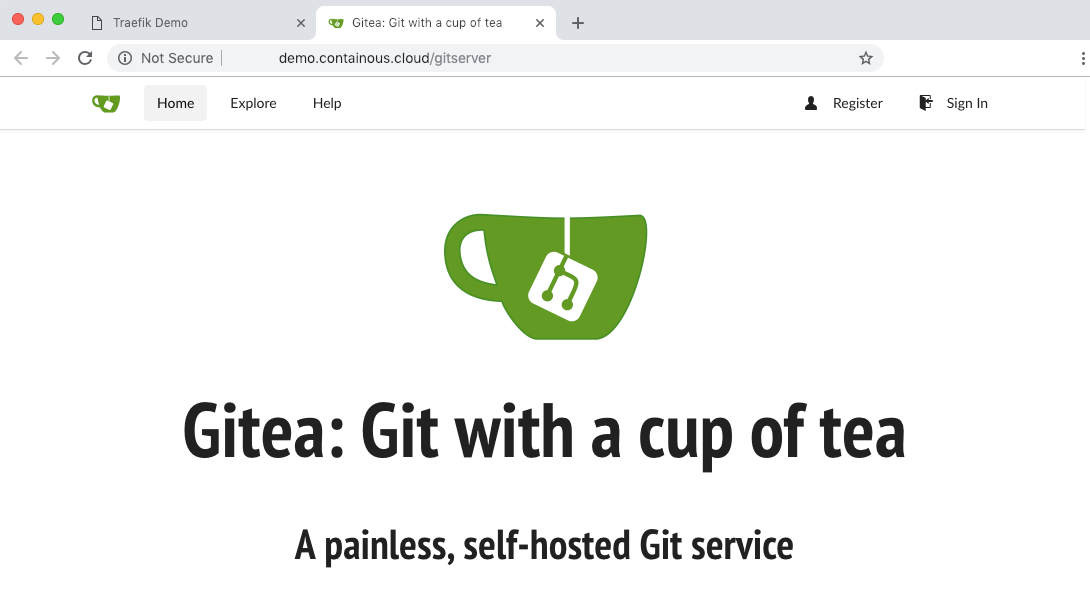 Traefik Demo
Gitea: Git with a cup of tea
Not Secure demo.containous.cloud/gitserver
Home Explore Help Register Sign In
Gitea: Git with a cup of tea
A painless, self-hosted Git service